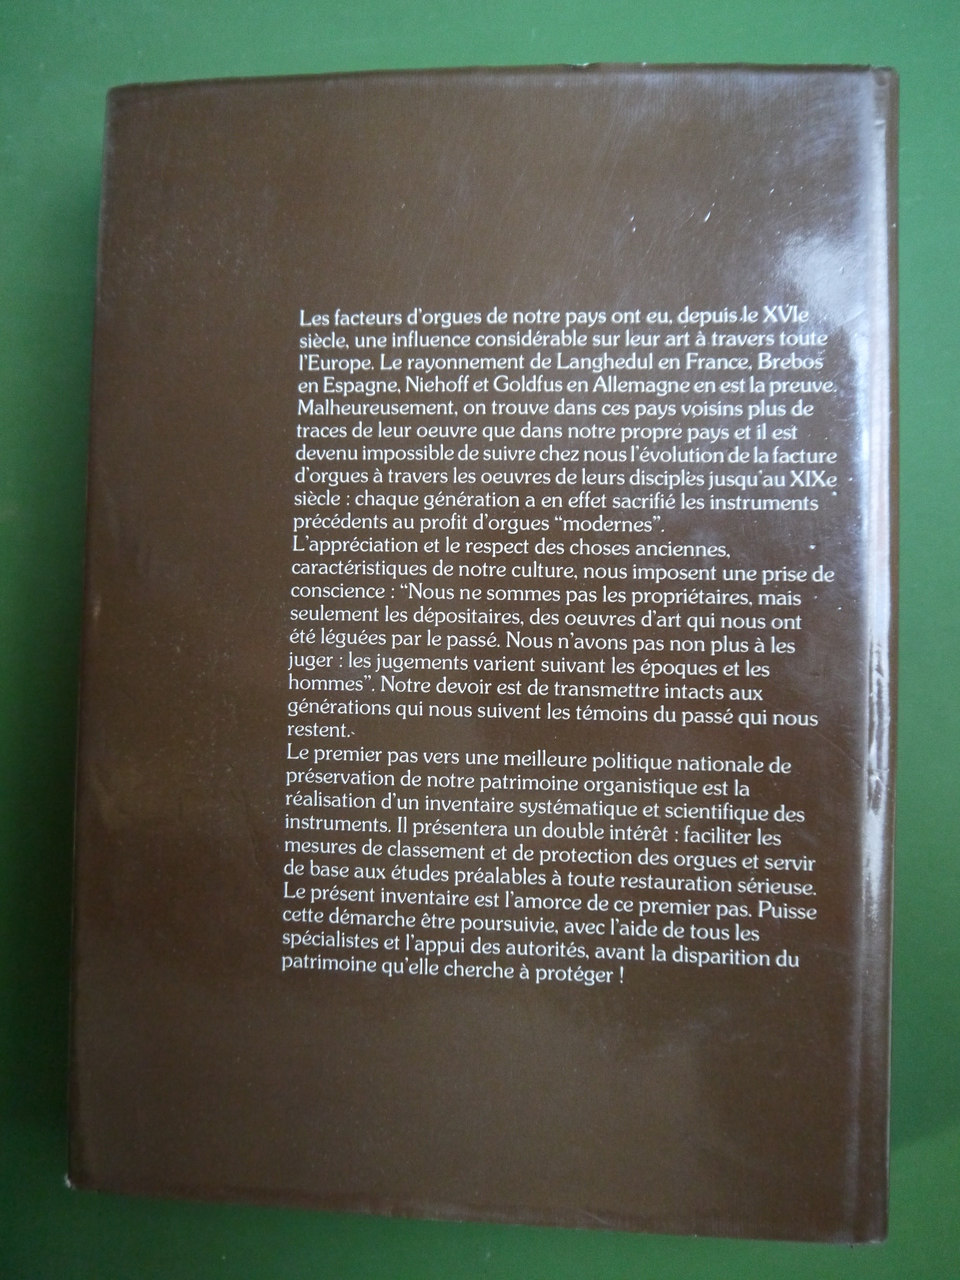 Les facteurs d'orgues de notre pays ont eu, depuis le XVIe
siècle, une influence considérable sur leur art à travers toute
l'Europe. Le rayonnement de Langhedul en France, Brebos
en Espagne, Niehoff et Goldfus en Allemagne en est la preuve.
Malheureusement, on trouve dans ces pays voisins plus de
traces de leur oeuvre que dans notre propre pays et il est
devenu impossible de suivre chez nous l'évolution de la facture
d'orgues à travers les oeuvres de leurs disciples jusqu'au XIXe
siècle : chaque génération a en effet sacrifié les instruments
précédents au profit d'orgues “modernes”.
L'appréciation et le respect des choses anciennes,
caractéristiques de notre culture, nous imposent une prise de
conscience : “Nous ne sommes pas les propriétaires, mais
seulement les dépositaires, des oeuvres d'art qui nous ont
été léguées par le passé. Nous n'avons pas non plus à les
juger : les jugements varient suivant les époques et les
hommes”. Notre devoir est de transmettre intacts aux
générations qui nous suivent les témoins du passé qui nous
restent.
Le premier pas vers une meilleure politique nationale de
préservation de notre patrimoine organistique est la
réalisation d'un inventaire systématique et scientifique des
instruments. Il présentera un double intérêt : faciliter les
mesures de classement et de protection des orgues et servir
de base aux études préalables à toute restauration sérieuse.
Le présent inventaire est l'amorce de ce premier pas. Puisse
cette démarche être poursuivie, avec l'aide de tous les
spécialistes et l'appui des autorités, avant la disparition du
patrimoine qu'elle cherche à protéger !